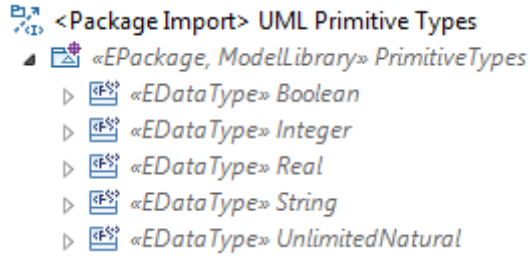 <Package Import> UML Primitive Types
«EPackage, ModelLibrary» PrimitiveTypes
«EDataType» Boolean
«EDataType» Integer
«EDataType» Real
«EDataType» String
«EDataType» UnlimitedNatural